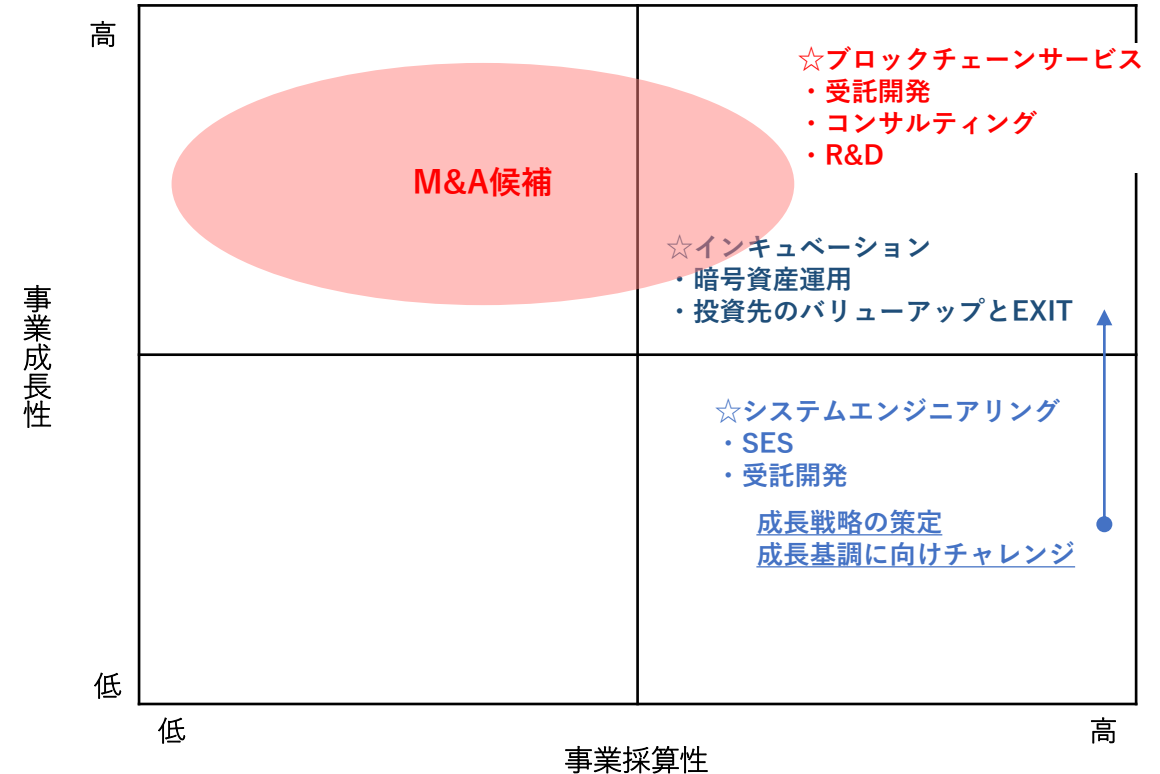 高
☆ブロックチェーンサービス
・受託開発
・コンサルティング
・R&D
M&A候補
☆インキュベーション
・暗号資産運用
・投資先のバリューアップとEXIT
事業成長性
☆システムエンジニアリング
・SES
・受託開発
成長戦略の策定
成長基調に向けチャレンジ
低
低
高
事業採算性